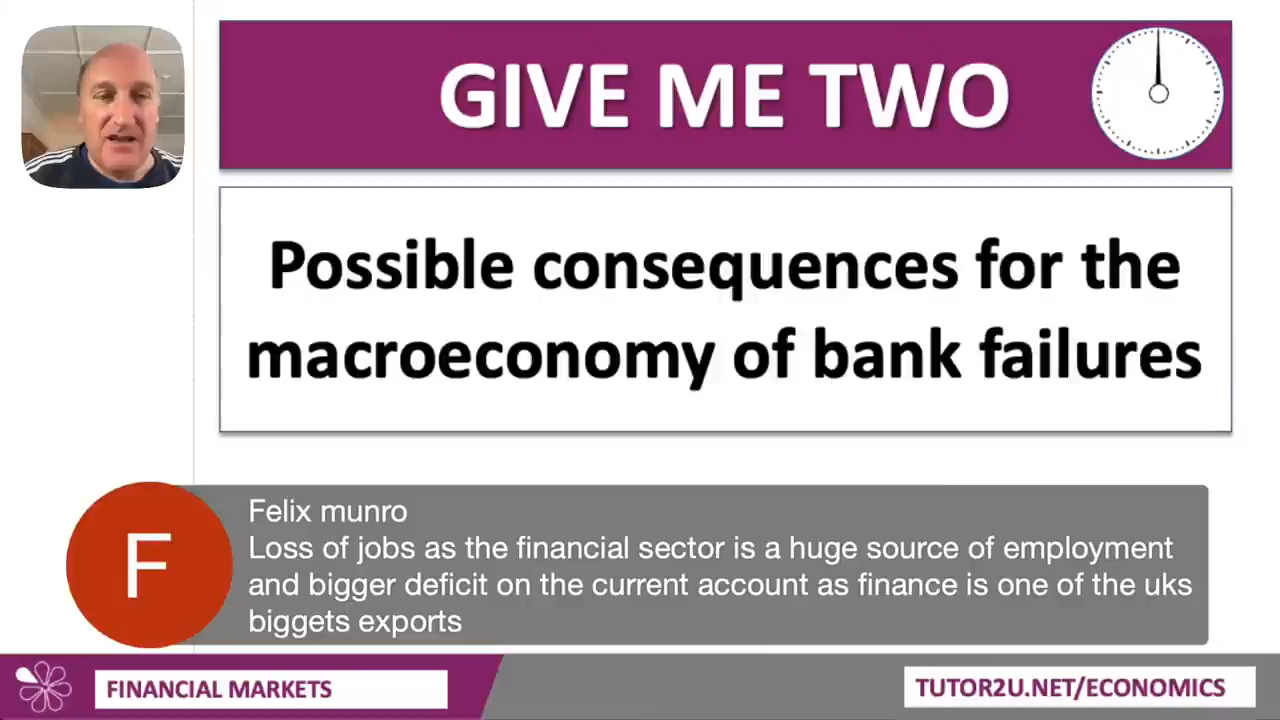 GIVE ME TWO
Possible consequences for the
macroeconomy of bank failures
F
Felix munro
Loss of jobs as the financial sector is a huge source of employment
and bigger deficit on the current account as finance is one of the uks
biggets exports
FINANCIAL MARKETS
TUTOR2U.NET/ECONOMICS